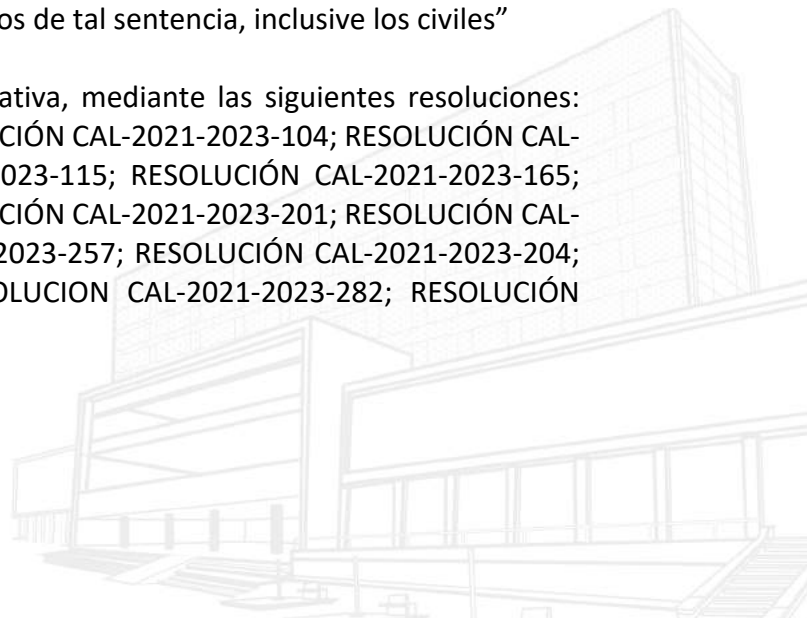 os de tal sentencia, inclusive los civiles”
ativa, mediante las siguientes resoluciones:
CIÓN CAL-2021-2023-104; RESOLUCIÓN CAL-
023-115; RESOLUCIÓN CAL-2021-2023-165;
CIÓN CAL-2021-2023-201; RESOLUCIÓN CAL-
2023-257; RESOLUCIÓN CAL-2021-2023-204;
OLUCION CAL-2021-2023-282; RESOLUCIÓN